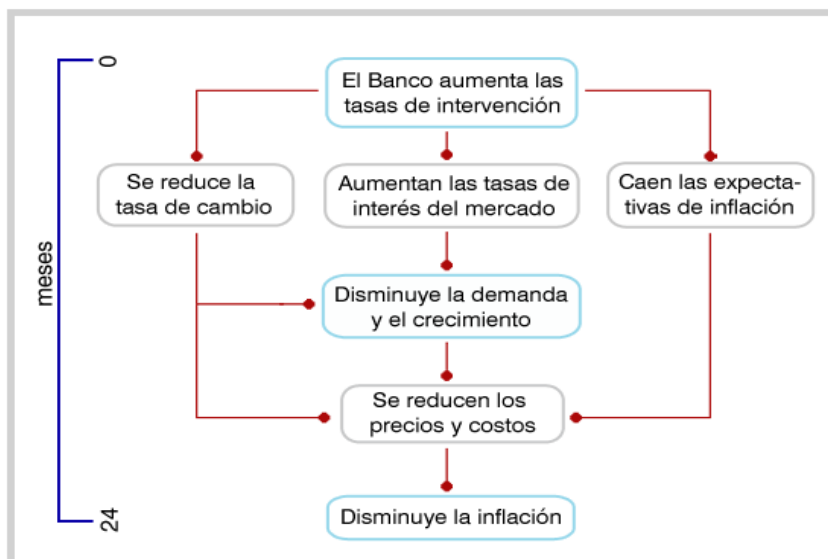 0
El Banco aumenta las
tasas de intervención
Se reduce la
tasa de cambio
Aumentan las tasas de
interés del mercado
Caen las expecta-
tivas de inflación
meses
Disminuye la demanda
y el crecimiento
Se reducen los
precios y costos
24
Disminuye la inflación